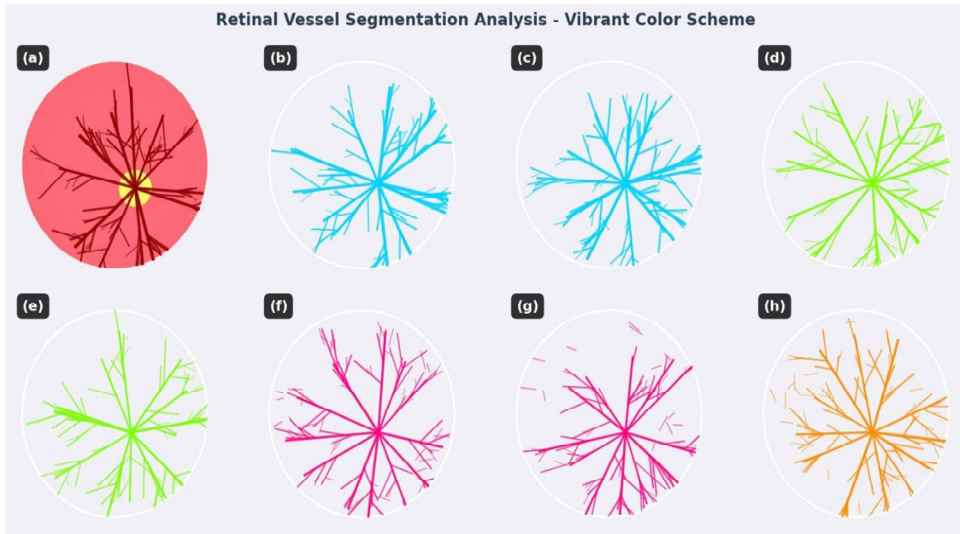 Retinal Vessel Segmentation Analysis - Vibrant Color Scheme
(a)
(b)
(c)
(d)
(e)
(f)
(g)
(h)